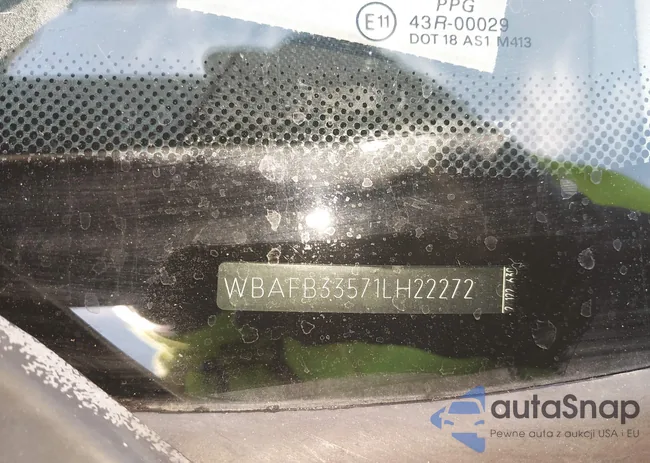 PPG
E11
43R-00029
DOT 18 AS1 M413
WBAFB33571LH22272
autaSnap
Pewne auta z aukcji USA i EU